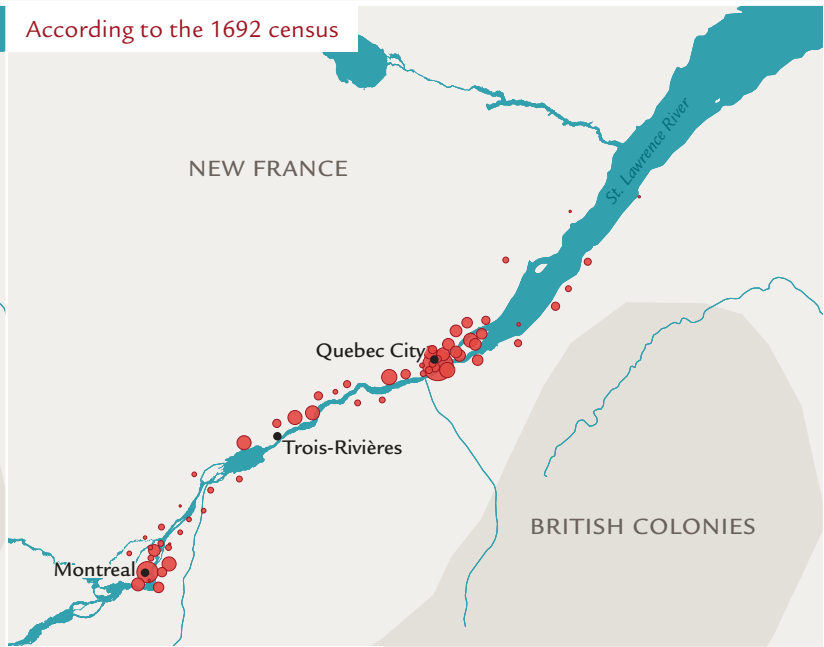 According to the 1692 census
St. Lawrence River
NEW FRANCE
Quebec City
Trois-Rivières
BRITISH COLONIES
Montreal